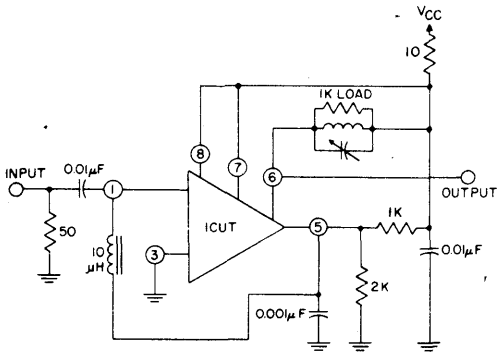 VCC
10
1K LOAD
8
7
6
INPUT
0.01µF
1
OUTPUT
ICUT
5
1K
50
10
µH
3
0.01µF
2K
0.001µF